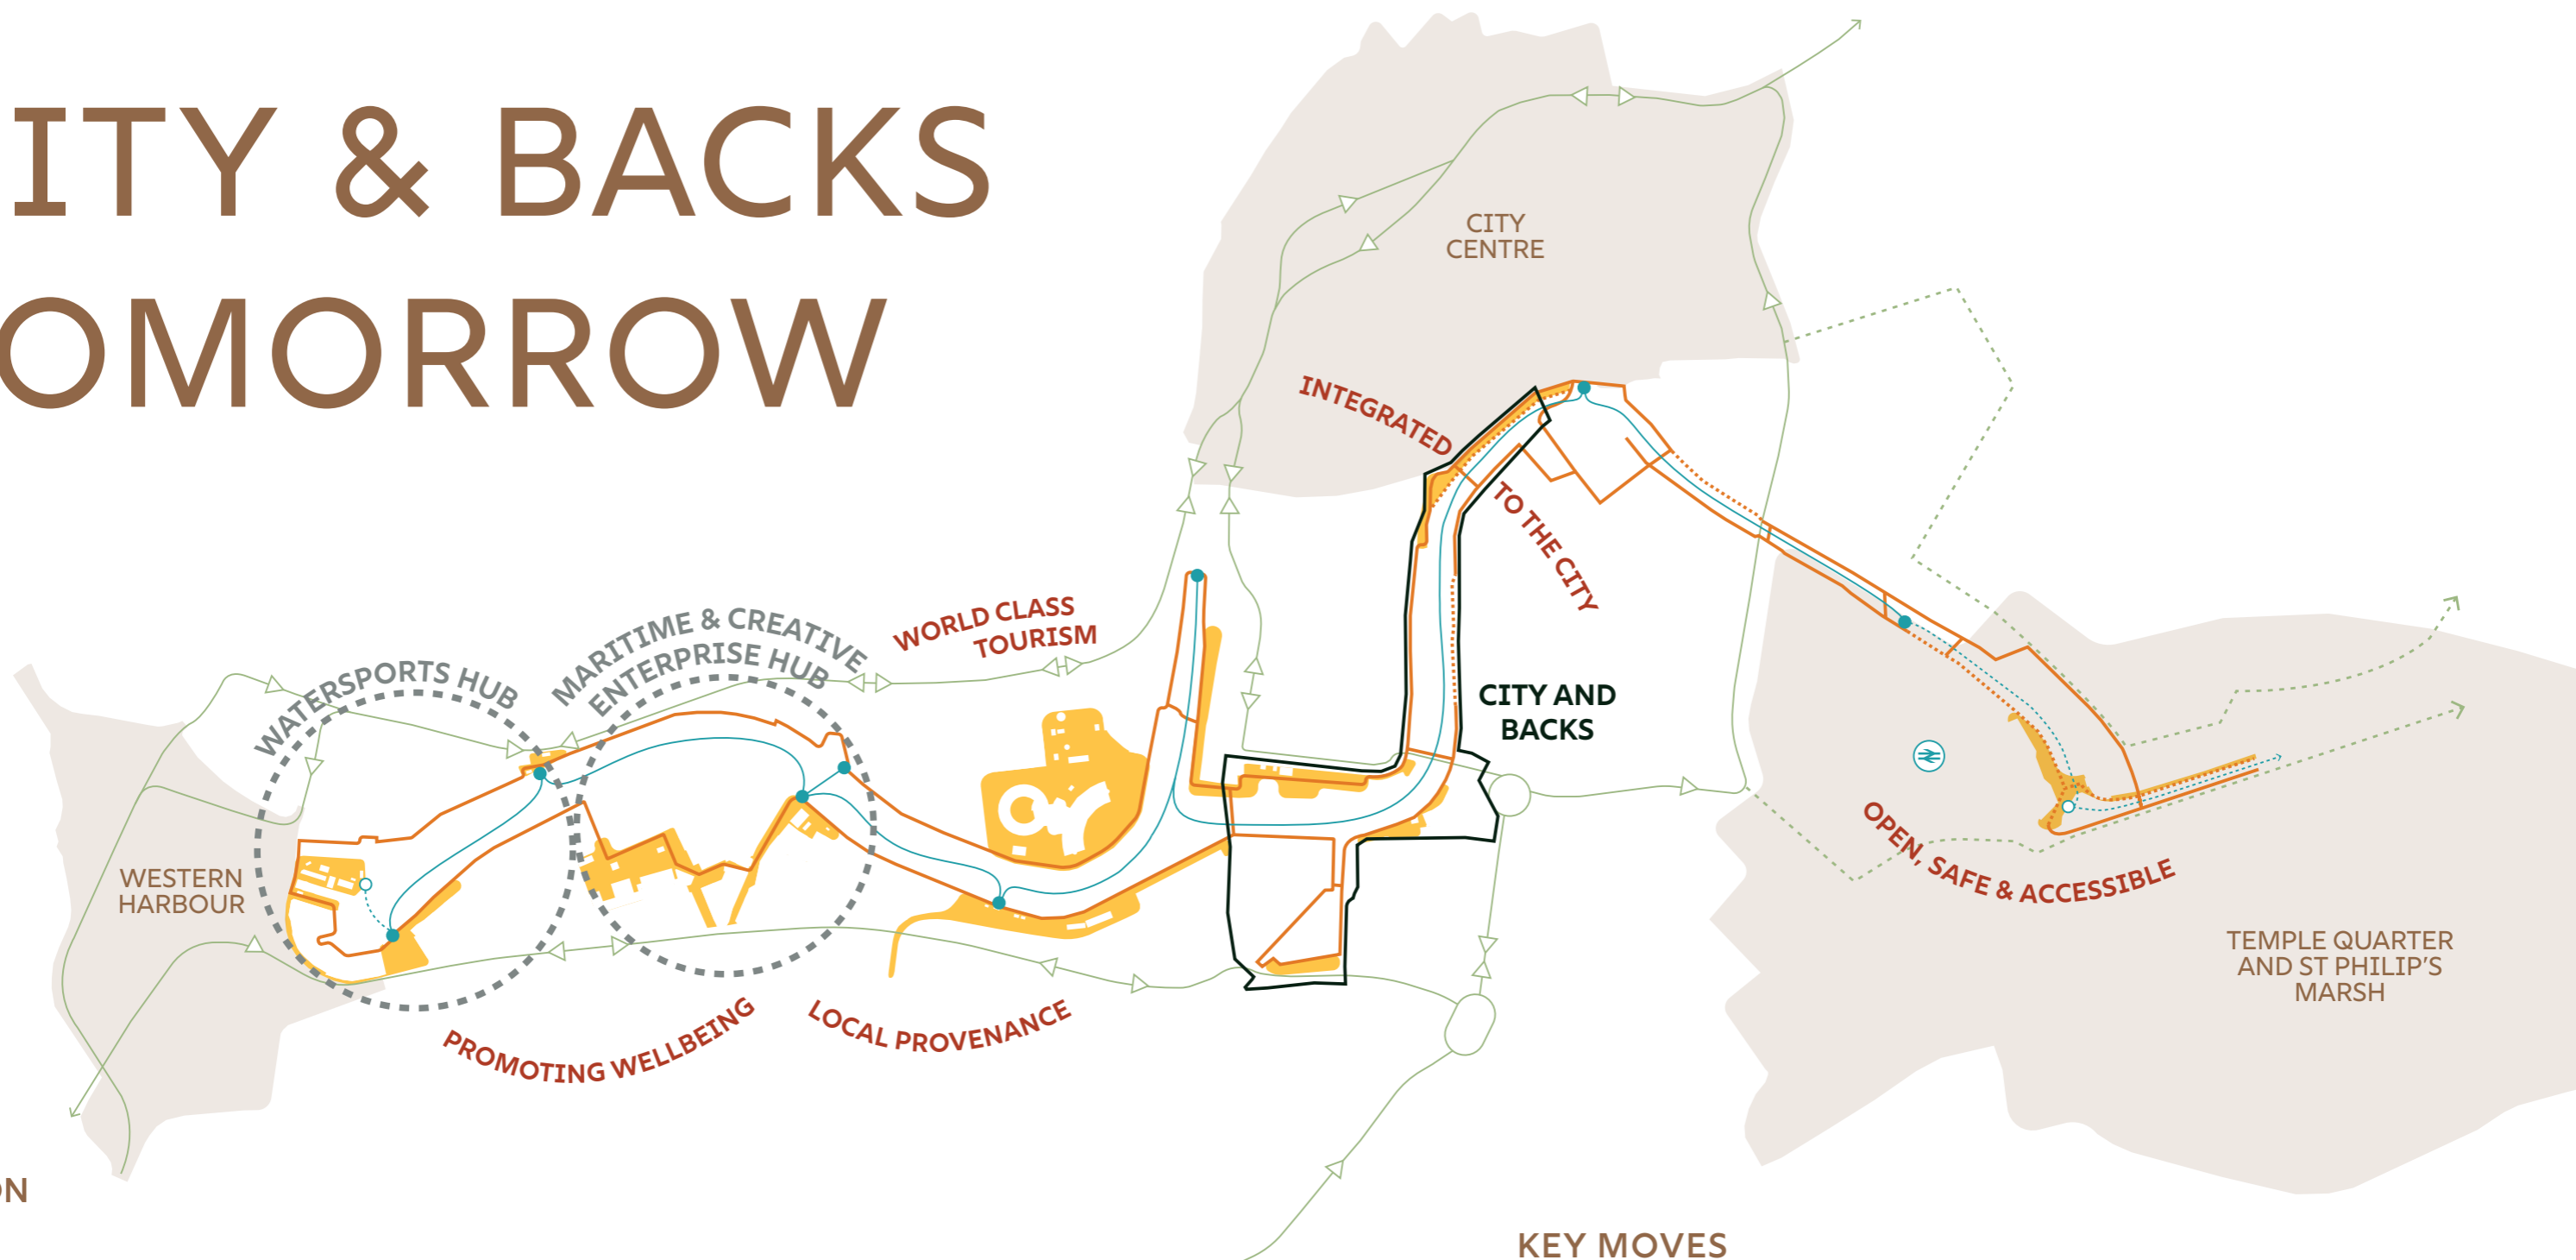 ITY & BACKS
OMORROW
CITY
CENTRE
INTEGRATED
TO THE CITY
WORLD CLASS
TOURISM
MARITIME & CREATIVE
ENTERPRISE HUB
WATERSPORTS HUB
CITY AND
BACKS
WESTERN
HARBOUR
OPEN, SAFE & ACCESSIBLE
TEMPLE QUARTER
AND ST PHILIP'S
MARSH
PROMOTING WELLBEING
LOCAL PROVENANCE
ON
KEY MOVES